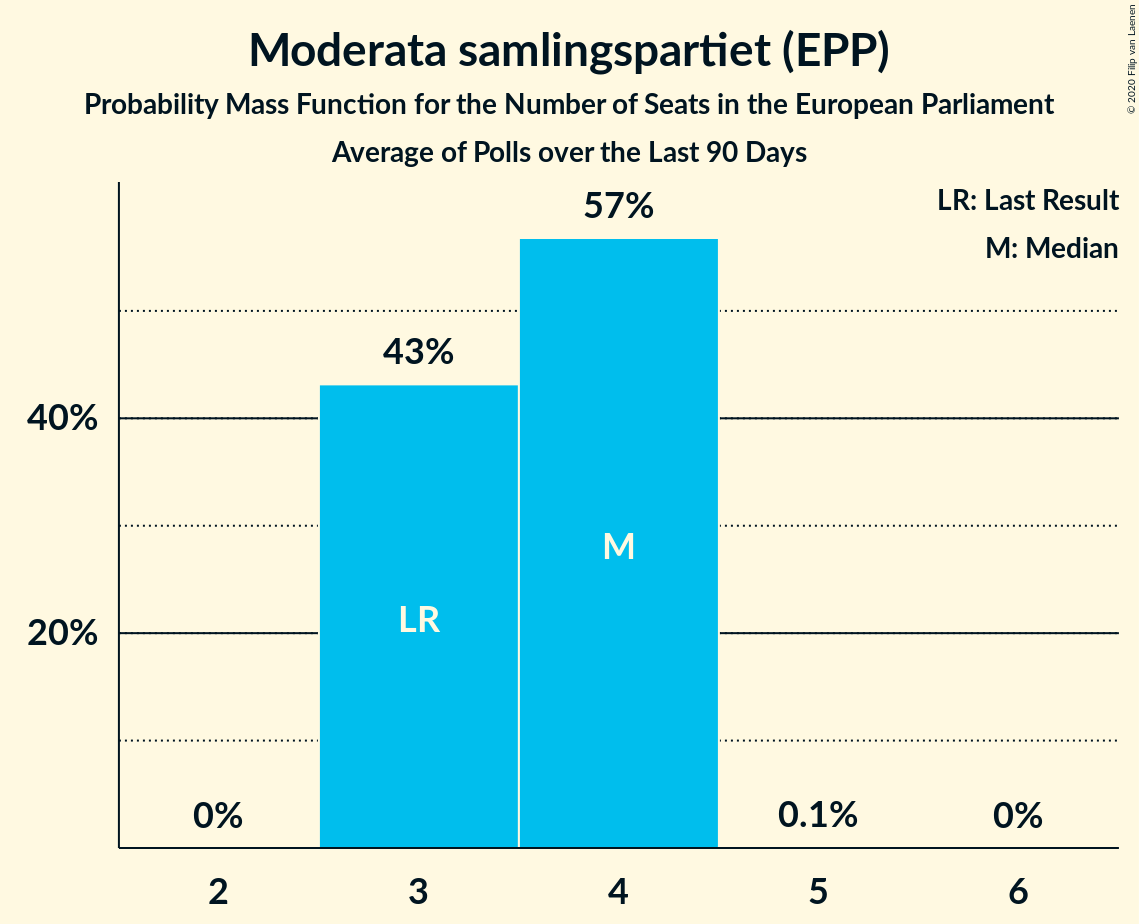 Moderata samlingspartiet (EPP)
Probability Mass Function for the Number of Seats in the European Parliament
Average of Polls over the Last 90 Days
© 2020 Filip van Laenen
LR: Last Result
M: Median
57%
43%
40%
M
LR
20%
0%
0.1%
0%
2
3
4
5
6